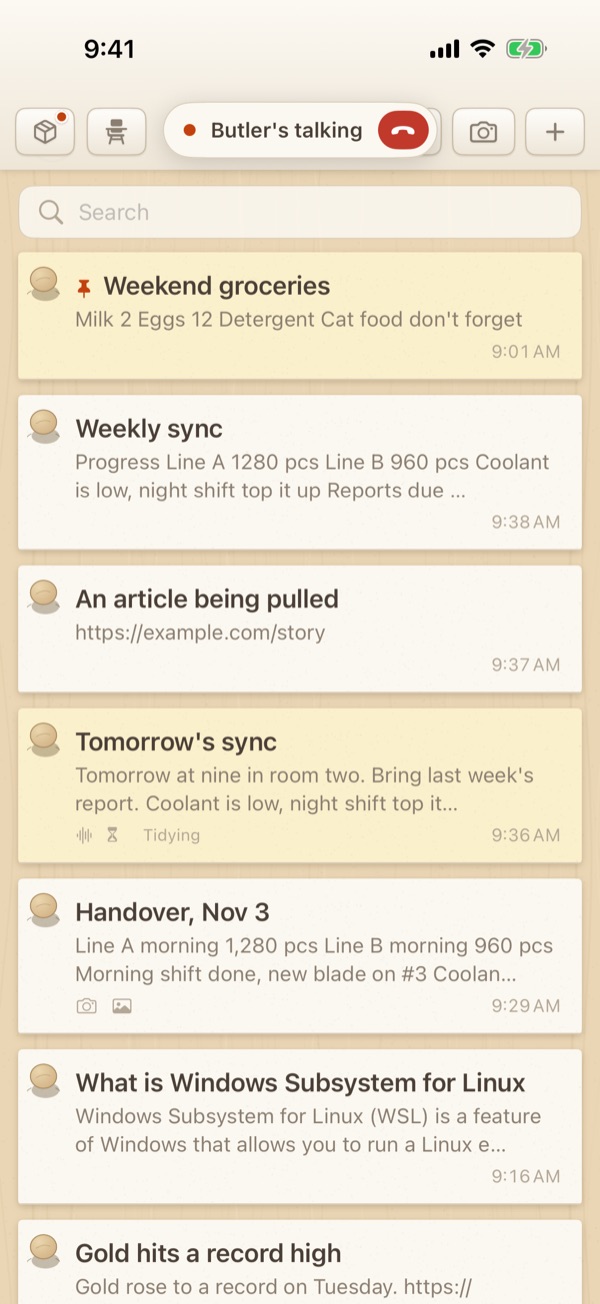 9:41
Butler's talking
Search
Weekend groceries
Milk 2 Eggs 12 Detergent Cat food don't forget
9:01 AM
Weekly sync
Progress Line A 1280 pcs Line B 960 pcs Coolant
is low, night shift top it up Reports due ...
9:38 AM
An article being pulled
https://example.com/story
9:37 AM
Tomorrow's sync
Tomorrow at nine in room two. Bring last week's
report. Coolant is low, night shift top it...
Tidying
9:36 AM
Handover, Nov 3
Line A morning 1,280 pcs Line B morning 960 pcs
Morning shift done, new blade on #3 Coolan...
9:29 AM
What is Windows Subsystem for Linux
Windows Subsystem for Linux (WSL) is a feature
of Windows that allows you to run a Linux e...
9:16 AM
Gold hits a record high
Gold rose to a record on Tuesday. https://